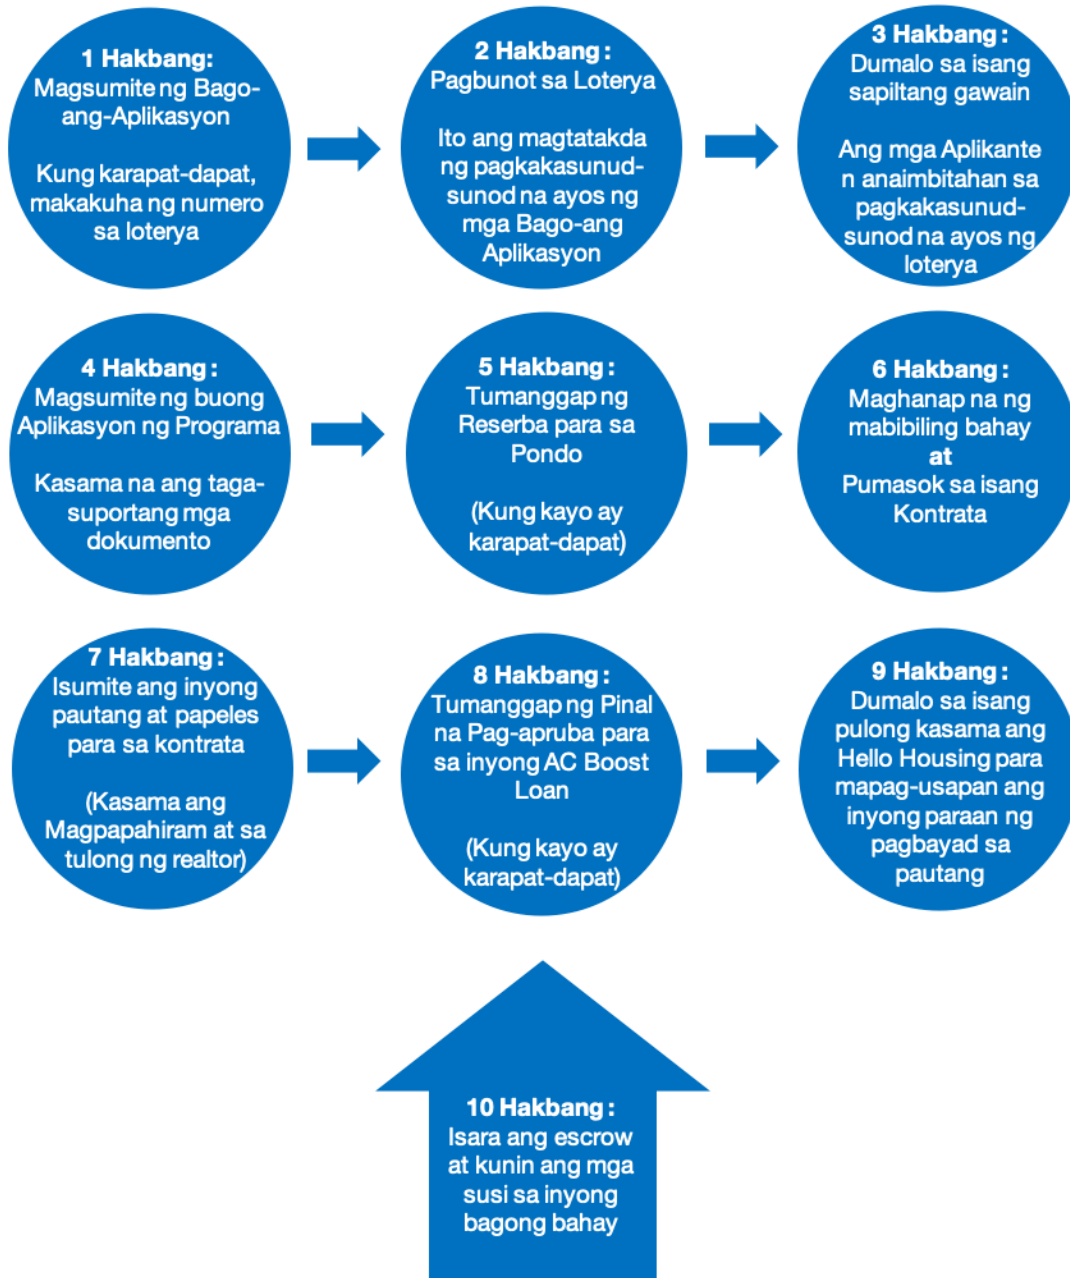 1 Hakbang:
Magsumite ng Bago-
ang-Aplikasyon
Kung karapat-dapat,
makakuha ng numero
sa loterya
2 Hakbang :
Pagbunot sa Loterya
Ito ang magtatakda
ng pagkakasunud-
sunod na ayos ng
mga Bago-ang
Aplikasyon
3 Hakbang :
Dumalo sa isang
sapiltang gawain
Ang mga Aplikante
n anaimbitahan sa
pagkakasunud-
sunod na ayos ng
loterya
4 Hakbang :
Magsumite ng buong
Aplikasyon ng Programa
Kasama na ang taga-
suportang mga
dokumento
5 Hakbang :
Tumanggap ng
Reserba para sa
Pondo
(Kung kayo ay
karapat-dapat)
6 Hakbang :
Maghanap na ng
mabibiling bahay
at
Pumasok sa isang
Kontrata
7 Hakbang :
Isumite ang inyong
pautang at papeles
para sa kontrata
(Kasama ang
Magpapahiram at sa
tulong ng realtor)
8 Hakbang :
Tumanggap ng Pinal
na Pag-apruba para
sa inyong AC Boost
Loan
(Kung kayo ay
karapat-dapat)
9 Hakbang :
Dumalo sa isang
pulong kasama ang
Hello Housing para
mapag-usapan ang
inyong paraan ng
pagbayad sa
pautang
10 Hakbang :
Isara ang escrow
at kunin ang mga
susi sa inyong
bagong bahay